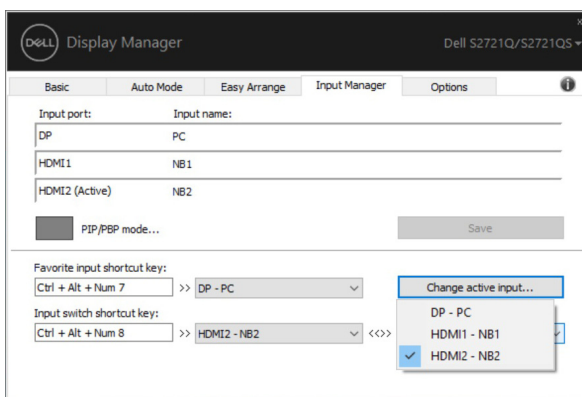 DELL Display Manager Dell S2721Q/S2721QS
Basic Auto Mode Easy Arrange Input Manager Options
Input port: Input name:
DP PC
HDMI1 NB1
HDMI2 (Active) NB2
PIP/PBP mode... Save
Favorite input shortcut key:
Ctrl + Alt + Num 7 >> DP - PC Change active input...
Input switch shortcut key:
Ctrl + Alt + Num 8 >> HDMI2 - NB2 <<>>
DP - PC
HDMI1 - NB1
HDMI2 - NB2